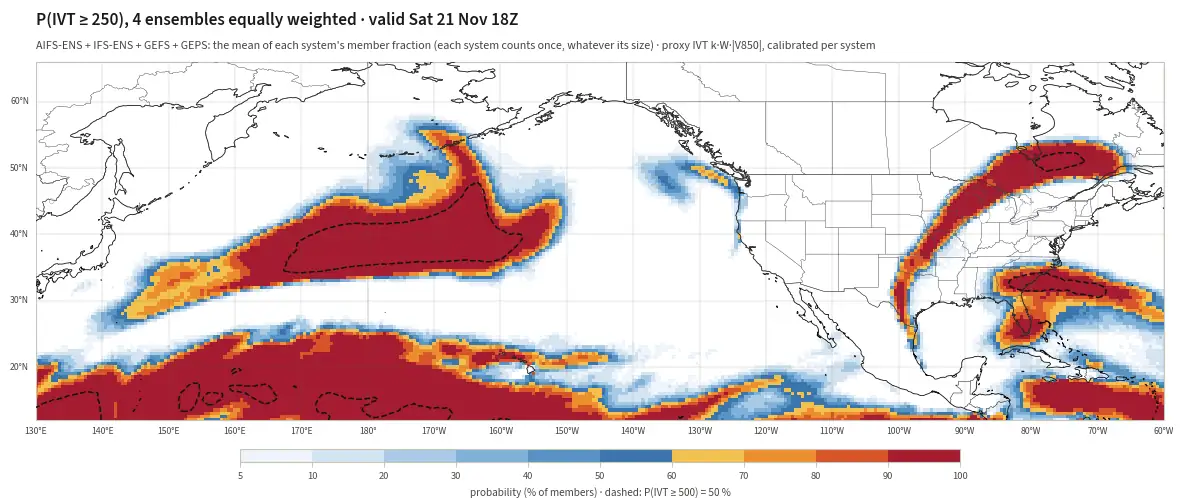 P(IVT ≥ 250), 4 ensembles equally weighted · valid Sat 21 Nov 18Z
AIFS-ENS + IFS-ENS + GEFS + GEPS: the mean of each system's member fraction (each system counts once, whatever its size) · proxy IVT k·W·|V850|, calibrated per system
60°N
50°N
40°N
30°N
20°N
130°E 140°E 150°E 160°E 170°E 180° 170°W 160°W 150°W 140°W 130°W 120°W 110°W 100°W 90°W 80°W 70°W 60°W
5 10 20 30 40 50 60 70 80 90 100
probability (% of members) · dashed: P(IVT ≥ 500) = 50 %